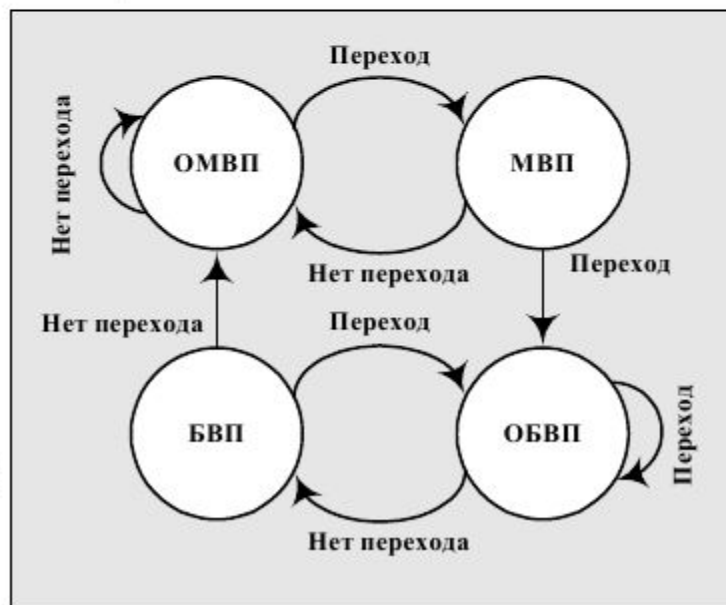 Переход
Нет перехода
ОМВП
МВП
Нет перехода
Переход
Нет перехода
Переход
БВП
ОБВП
Переход
Нет перехода